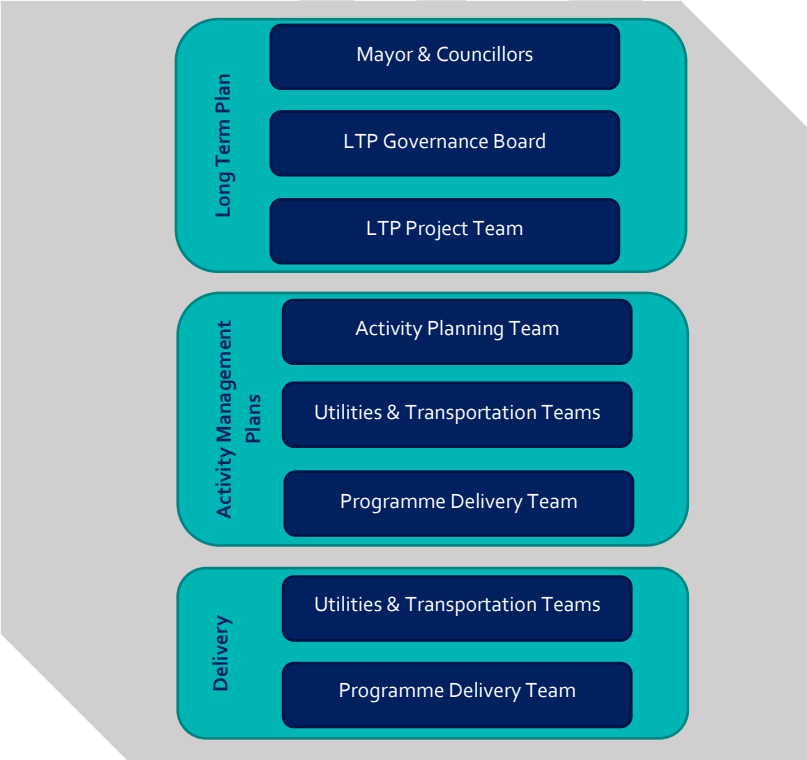 Long Term Plan
Mayor & Councillors
LTP Governance Board
LTP Project Team
Activity Management
Plans
Activity Planning Team
Utilities & Transportation Teams
Programme Delivery Team
Delivery
Utilities & Transportation Teams
Programme Delivery Team